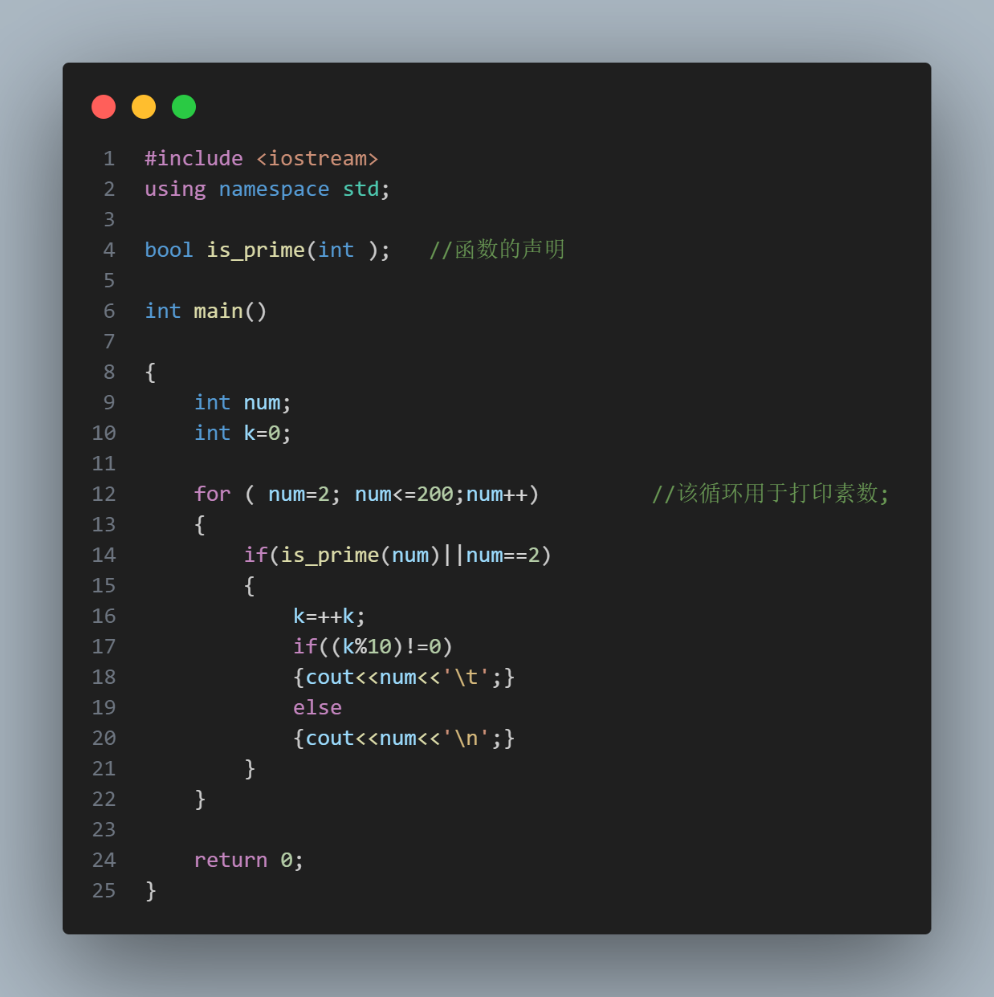 1 #include <iostream>
2 using namespace std;
3
4 bool is_prime(int );   //函数的声明
5
6 int main()
7
8 {
9     int num;
10     int k=0;
11
12     for ( num=2; num<=200;num++)         //该循环用于打印素数;
13     {
14         if(is_prime(num)||num==2)
15         {
16             k=++k;
17             if((k%10)!=0)
18             {cout<<num<<'\t';}
19             else
20             {cout<<num<<'\n';}
21         }
22     }
23
24     return 0;
25 }